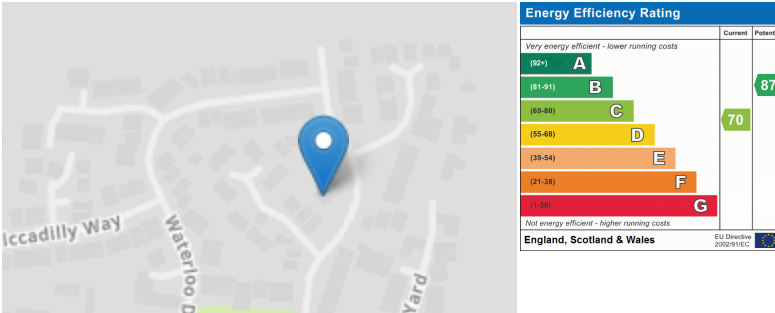 iccadilly Way
Waterloo
Yard
Energy Efficiency Rating
Current Potent
Very energy efficient - lower running costs
(92+) A
(81-91) B
87
(69-80) C
70
(55-68) D
(39-54) E
(21-38) F
(1-20) G
Not energy efficient - higher running costs
England, Scotland & Wales
EU Directive
2002/91/EC